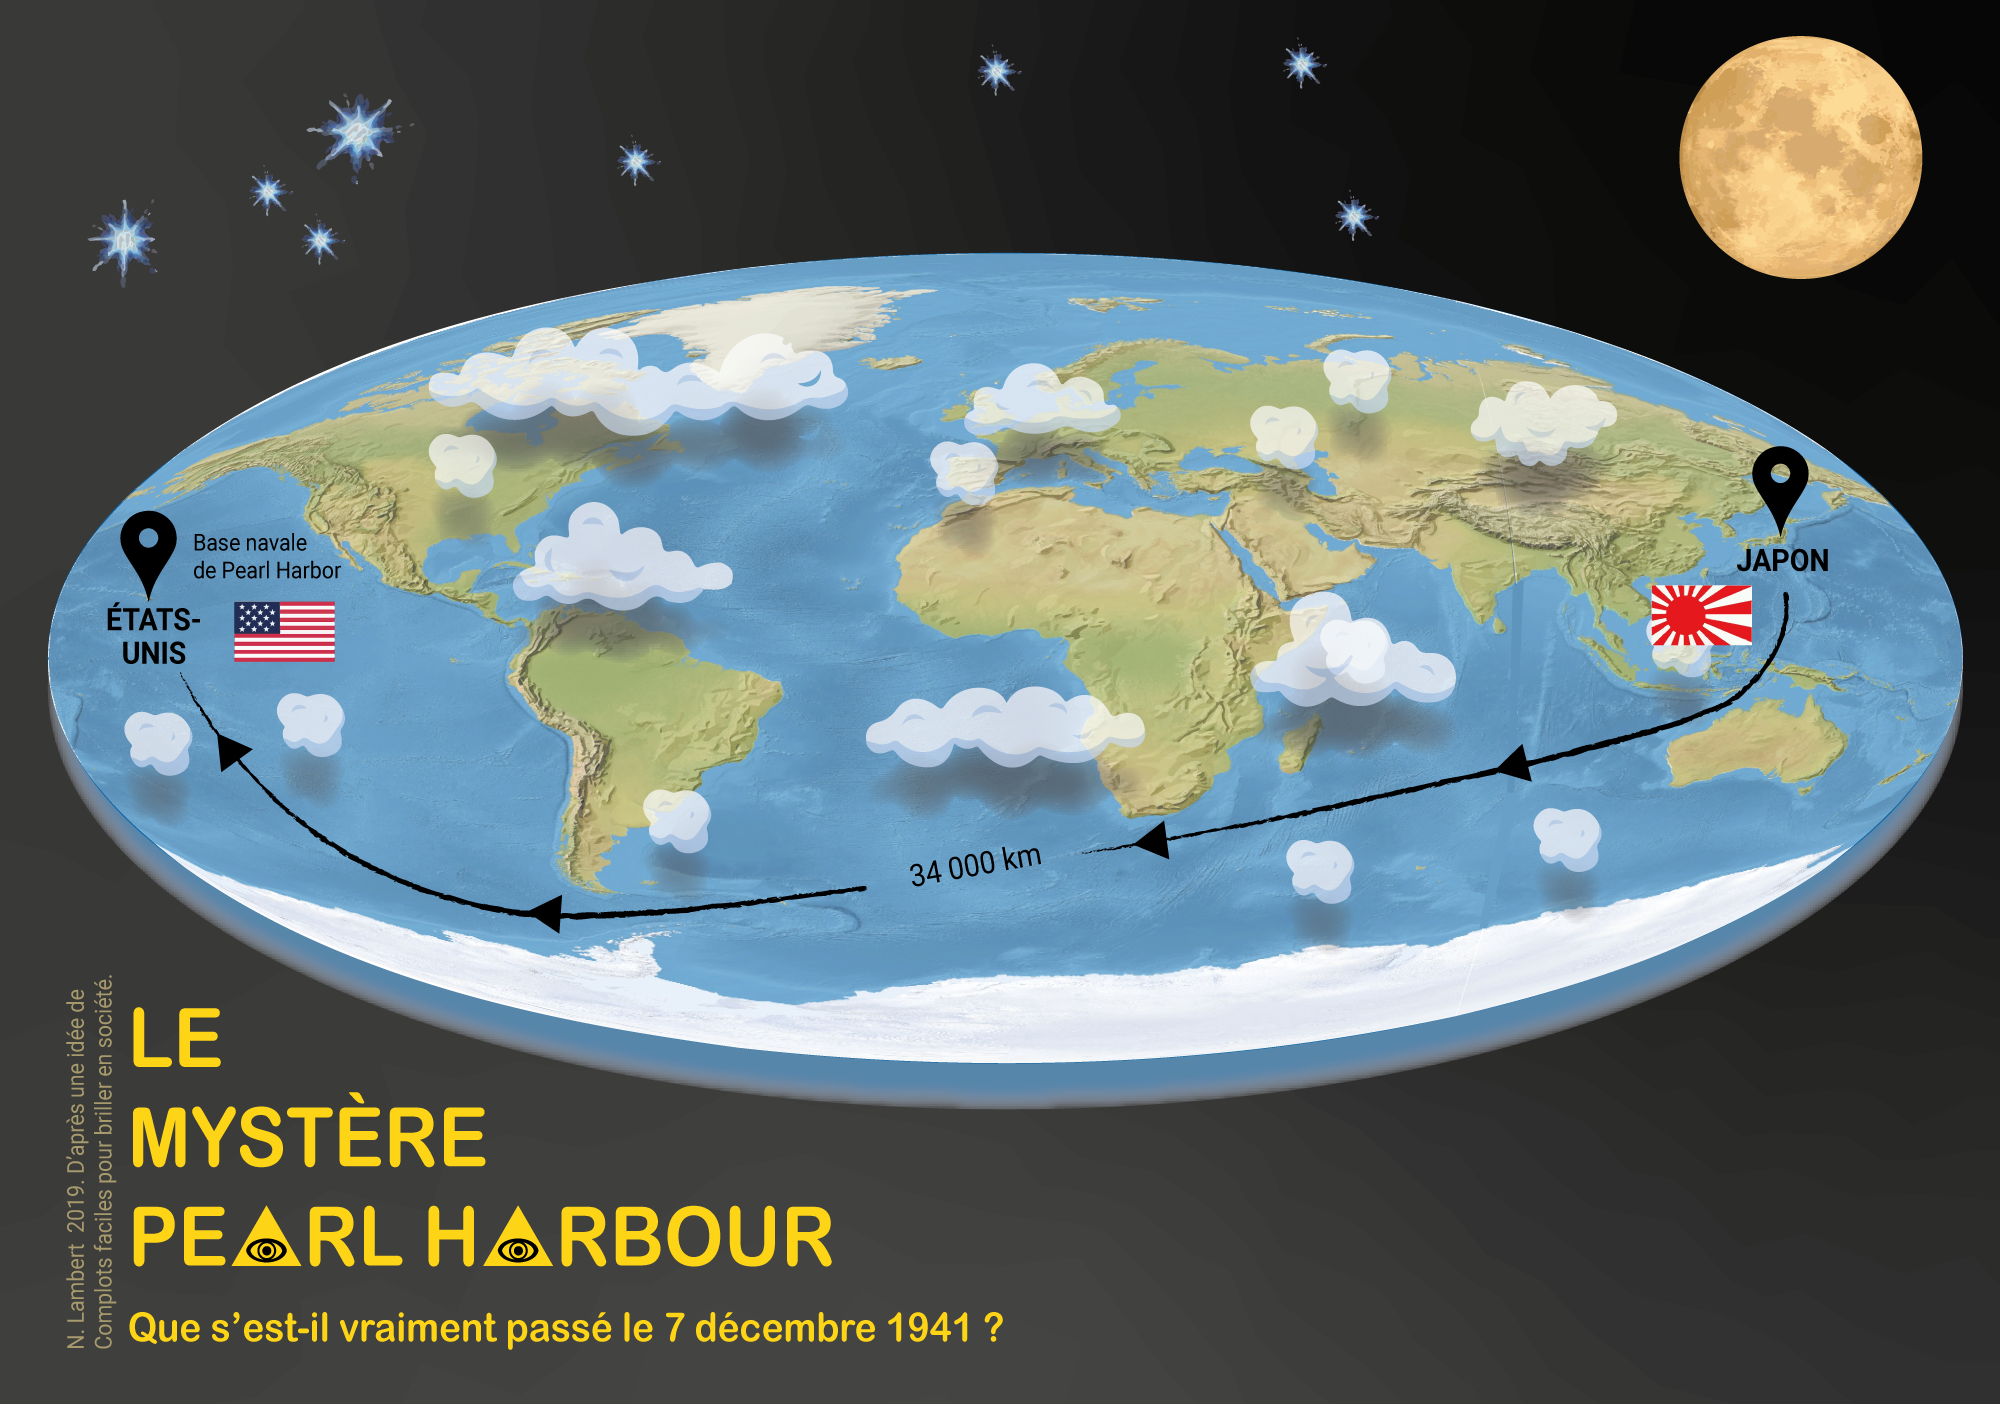 Base navale
de Pearl Harbor
ÉTATS-
UNIS
JAPON
34 000 km
LE
MYSTÈRE
PEARL HARBOUR
Que s’est-il vraiment passé le 7 décembre 1941 ?
N. Lambert 2019. D’après une idée de
Complots faciles pour briller en société.